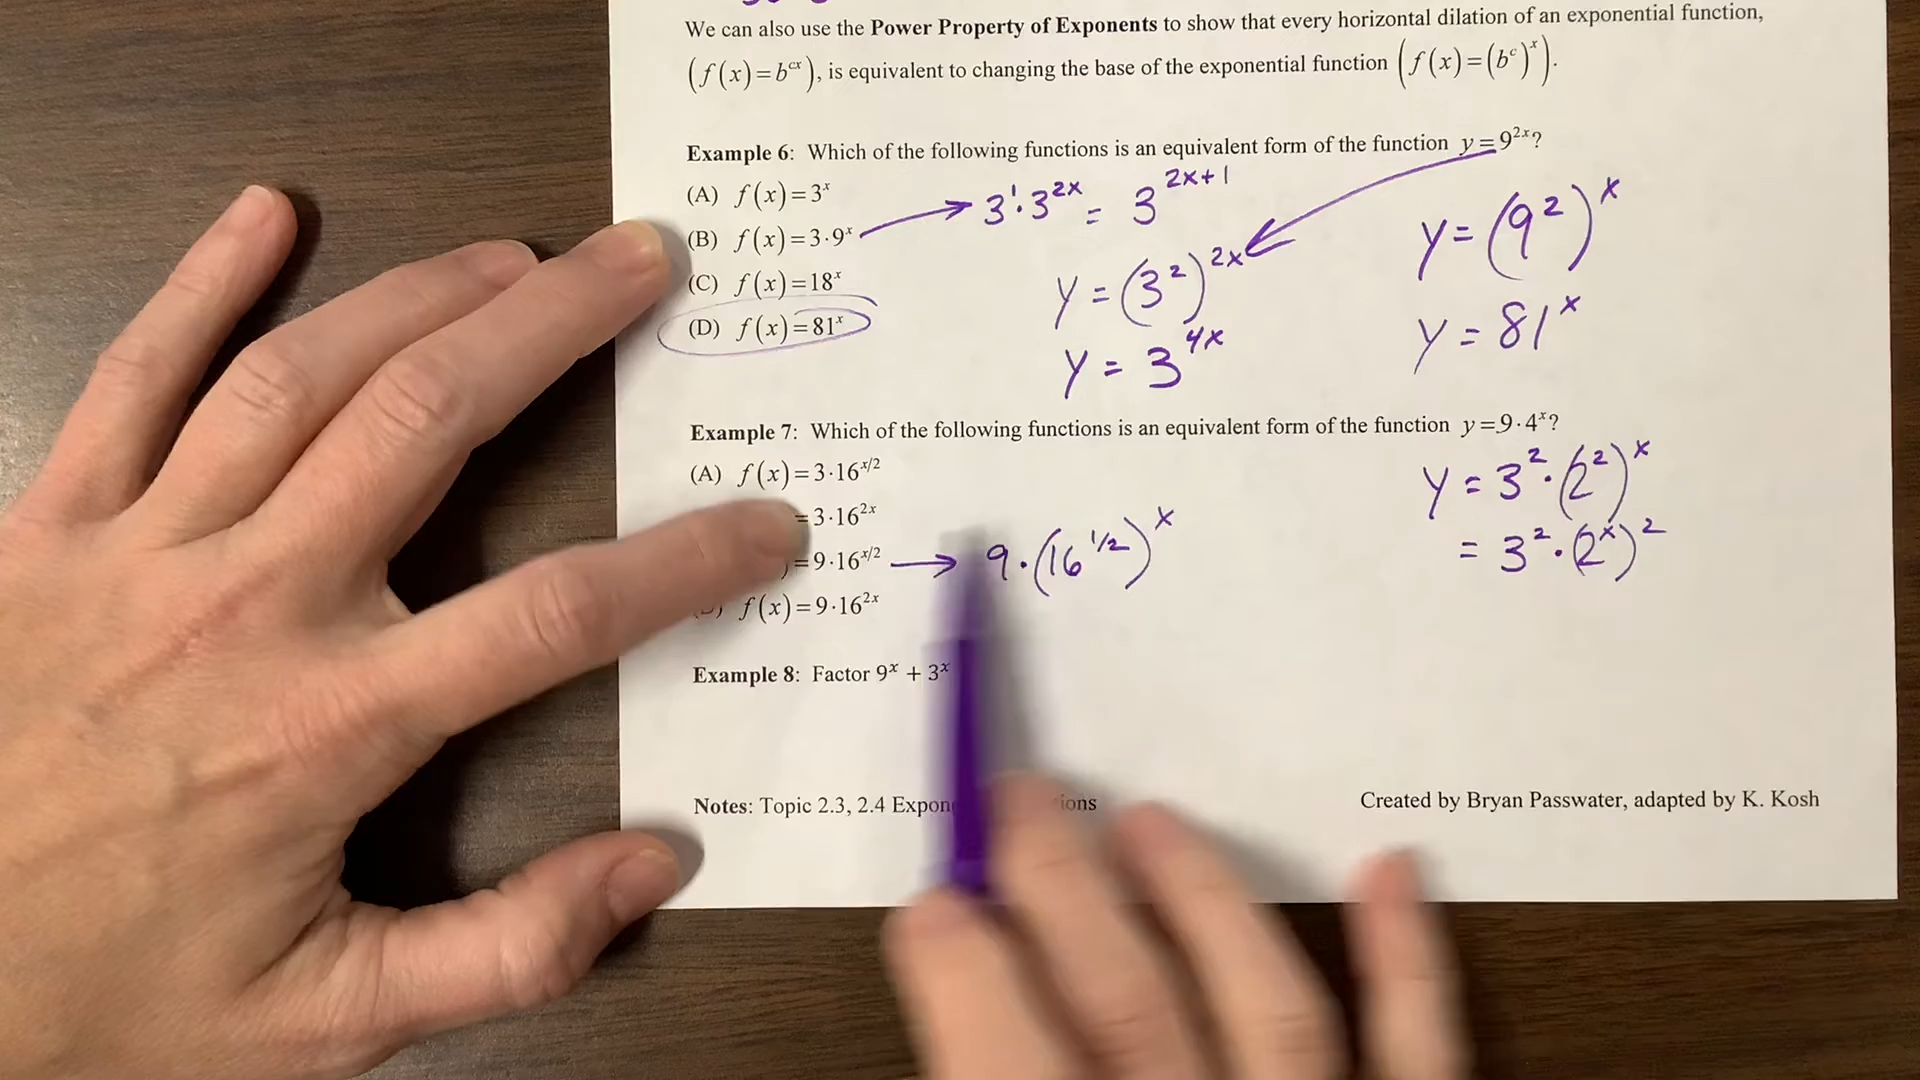 We can also use the Power Property of Exponents to show that every horizontal dilation of an exponential function,
(f(x)=b^{cx}), is equivalent to changing the base of the exponential function (f(x)=(b^c)^x).
Example 6: Which of the following functions is an equivalent form of the function y=9^{2x}?
(A) f(x)=3^x
3^1·3^{2x} = 3^{2x+1}
(B) f(x)=3·9^x
y=(9^2)^x
(C) f(x)=18^x
y=(3^2)^{2x}
(D) f(x)=81^x
y=81^x
y=3^{4x}
Example 7: Which of the following functions is an equivalent form of the function y=9·4^x?
(A) f(x)=3·16^{x/2}
y=3^2·(2^2)^x
=3·16^{2x}
=9·16^{x/2}
9·(16^{1/2})^x
=3^2·(2^x)^2
f(x)=9·16^{2x}
Example 8: Factor 9^x + 3^x
Notes: Topic 2.3, 2.4 Expon ions
Created by Bryan Passwater, adapted by K. Kosh